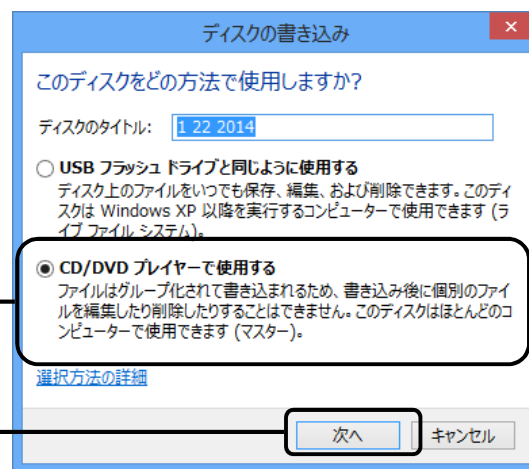 ディスクの書き込み
このディスクをどの方法で使用しますか?
ディスクのタイトル: 1 22 2014
USB フラッシュ ドライブと同じように使用する
ディスク上のファイルをいつでも保存、編集、および削除できます。このディ
スクは Windows XP 以降を実行するコンピューターで使用できます (ラ
イブ ファイル システム)。
CD/DVD プレイヤーで使用する
ファイルはグループ化されて書き込まれるため、書き込み後に個別のファイ
ルを編集したり削除したりすることはできません。このディスクはほとんどのコ
ンピューターで使用できます (マスター)。
選択方法の詳細
次へ キャンセル